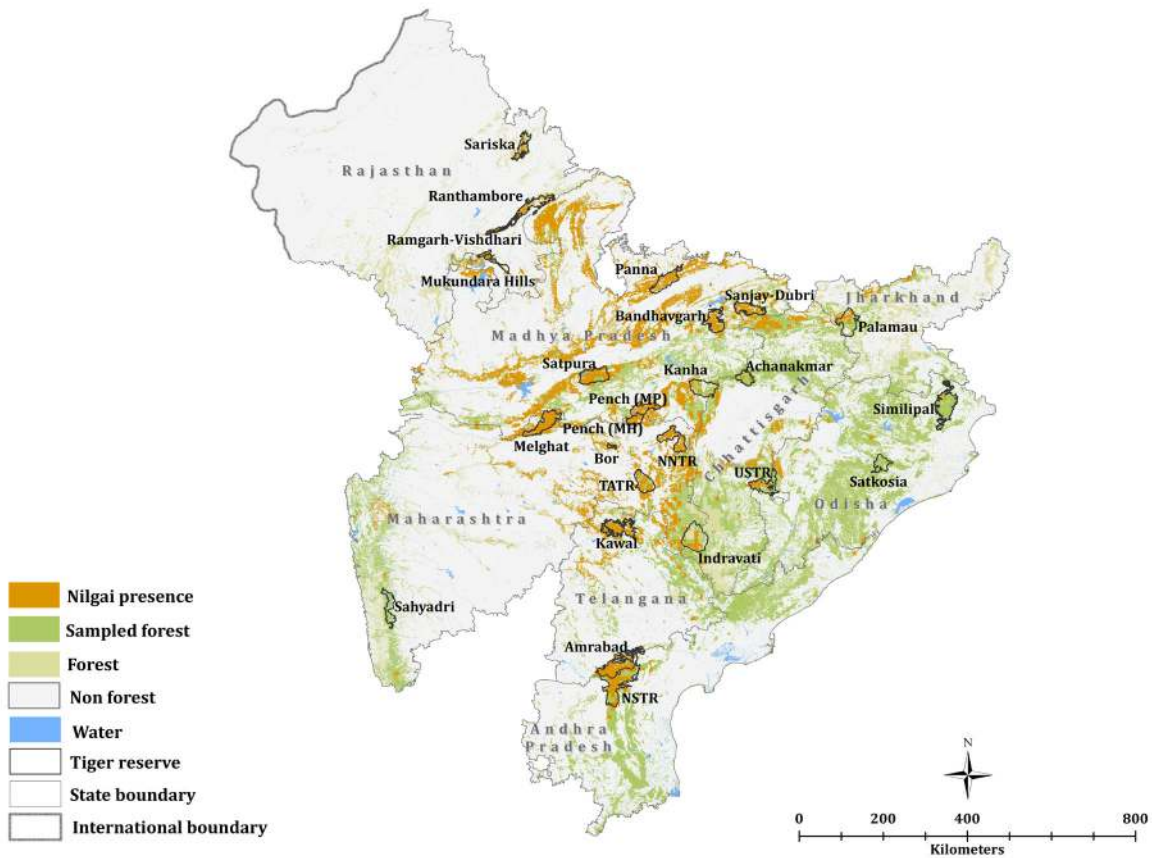 Sariska
Rajasthan
Ranthambore
Ramgarh-Vishdhari
Mukundara Hills
Panna
Sanjay-Dubri
Jharkhand
Bandhavgarh
Palamau
Madhya Pradesh
Satpura
Kanha
Achanakmar
Pench (MP)
Similipal
Chhattisgarh
Pench (MH)
Melghat
Bor
NNTR
USTR
Satkosia
TATR
Odisha
Maharashtra
Kawal
Indravati
Telangana
Sahyadri
Amrabad
NSTR
Andhra
Pradesh
Nilgai presence
Sampled forest
Forest
Non forest
Water
Tiger reserve
State boundary
International boundary
N
0 200 400 800
Kilometers